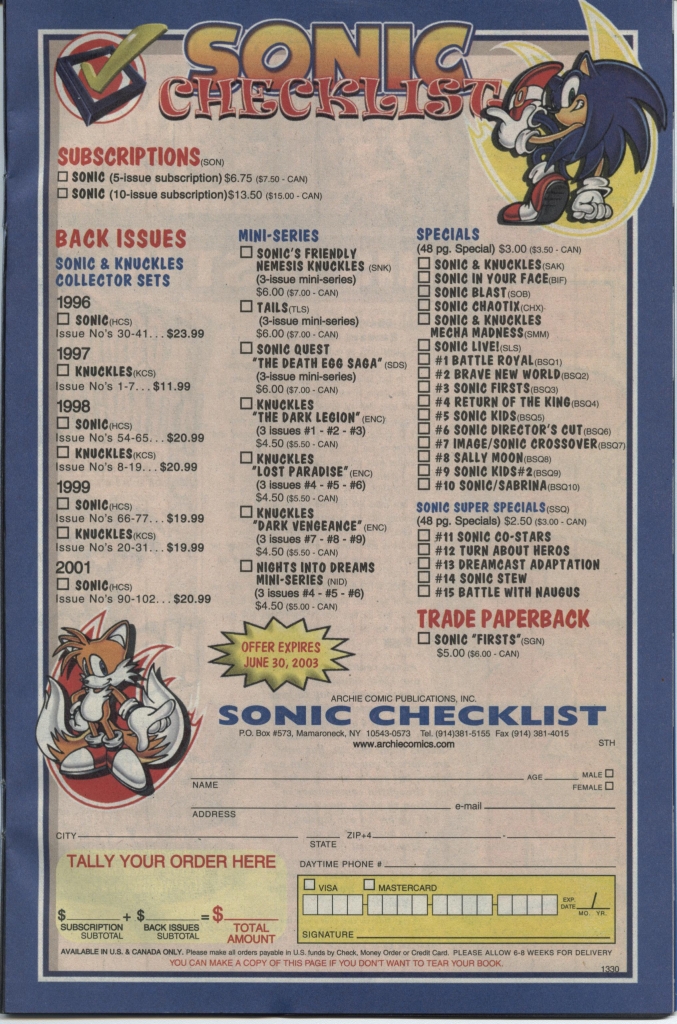 SONIC
CHECKLIST
SUBSCRIPTIONS(SON)
SONIC (5-issue subscription) $6.75 ($7.50 - CAN)
SONIC (10-issue subscription)$13.50 ($15.00 - CAN)
BACK ISSUES
SONIC & KNUCKLES
COLLECTOR SETS
1996
SONIC(HCS)
Issue No's 30-41...$23.99
1997
KNUCKLES(KCS)
Issue No's 1-7...$11.99
1998
SONIC(HCS)
Issue No's 54-65...$20.99
KNUCKLES(KCS)
Issue No's 8-19...$20.99
1999
SONIC(HCS)
Issue No's 66-77...$19.99
KNUCKLES(KCS)
Issue No's 20-31...$19.99
2001
SONIC(HCS)
Issue No's 90-102...$20.99
MINI-SERIES
SONIC'S FRIENDLY
NEMESIS KNUCKLES (SNK)
(3-issue mini-series)
$6.00 ($7.00 - CAN)
TAILS(TLS)
(3-issue mini-series)
$6.00 ($7.00 - CAN)
SONIC QUEST
"THE DEATH EGG SAGA" (SDS)
(3-issue mini-series)
$6.00 ($7.00 - CAN)
KNUCKLES
"THE DARK LEGION" (ENC)
(3 issues #1 - #2 - #3)
$4.50 ($5.50 - CAN)
KNUCKLES
"LOST PARADISE" (ENC)
(3 issues #4 - #5 - #6)
$4.50 ($5.50 - CAN)
KNUCKLES
"DARK VENGEANCE" (ENC)
(3 issues #7 - #8 - #9)
$4.50 ($5.50 - CAN)
NIGHTS INTO DREAMS
MINI-SERIES (NID)
(3 issues #4 - #5 - #6)
$4.50 ($5.00 - CAN)
SPECIALS
(48 pg. Special) $3.00 ($3.50 - CAN)
SONIC & KNUCKLES(SAK)
SONIC IN YOUR FACE(BIF)
SONIC BLAST(SOB)
SONIC CHAOTIX(CHX)
SONIC & KNUCKLES
MECHA MADNESS(SMM)
SONIC LIVE!(SLS)
#1 BATTLE ROYAL(BSQ1)
#2 BRAVE NEW WORLD(BSQ2)
#3 SONIC FIRSTS(BSQ3)
#4 RETURN OF THE KING(BSQ4)
#5 SONIC KIDS(BSQ5)
#6 SONIC DIRECTOR'S CUT(BSQ6)
#7 IMAGE/SONIC CROSSOVER(BSQ7)
#8 SALLY MOON(BSQ8)
#9 SONIC KIDS#2(BSQ9)
#10 SONIC/SABRINA(BSQ10)
SONIC SUPER SPECIALS(SSQ)
(48 pg. Special) $2.50 ($3.00 - CAN)
#11 SONIC CO-STARS
#12 TURN ABOUT HEROS
#13 DREAMCAST ADAPTATION
#14 SONIC STEW
#15 BATTLE WITH NAUGUS
TRADE PAPERBACK
SONIC "FIRSTS"(SGN)
$5.00 ($6.00 - CAN)
OFFER EXPIRES
JUNE 30, 2003
ARCHIE COMIC PUBLICATIONS, INC.
SONIC CHECKLIST
P.O. Box #573, Mamaroneck, NY 10543-0573 Tel. (914)381-5155 Fax (914) 381-4015
www.archiecomics.com STH
NAME AGE MALE
FEMALE
ADDRESS e-mail
CITY STATE ZIP+4 -
DAYTIME PHONE #
TALLY YOUR ORDER HERE
$ + $ = $
SUBSCRIPTION SUBTOTAL BACK ISSUES SUBTOTAL TOTAL AMOUNT
VISA MASTERCARD
EXP. DATE / MO. YR.
SIGNATURE
AVAILABLE IN U.S. & CANADA ONLY. Please make all orders payable in U.S. funds by Check, Money Order or Credit Card. PLEASE ALLOW 6-8 WEEKS FOR DELIVERY
YOU CAN MAKE A COPY OF THIS PAGE IF YOU DON'T WANT TO TEAR YOUR BOOK.
1330